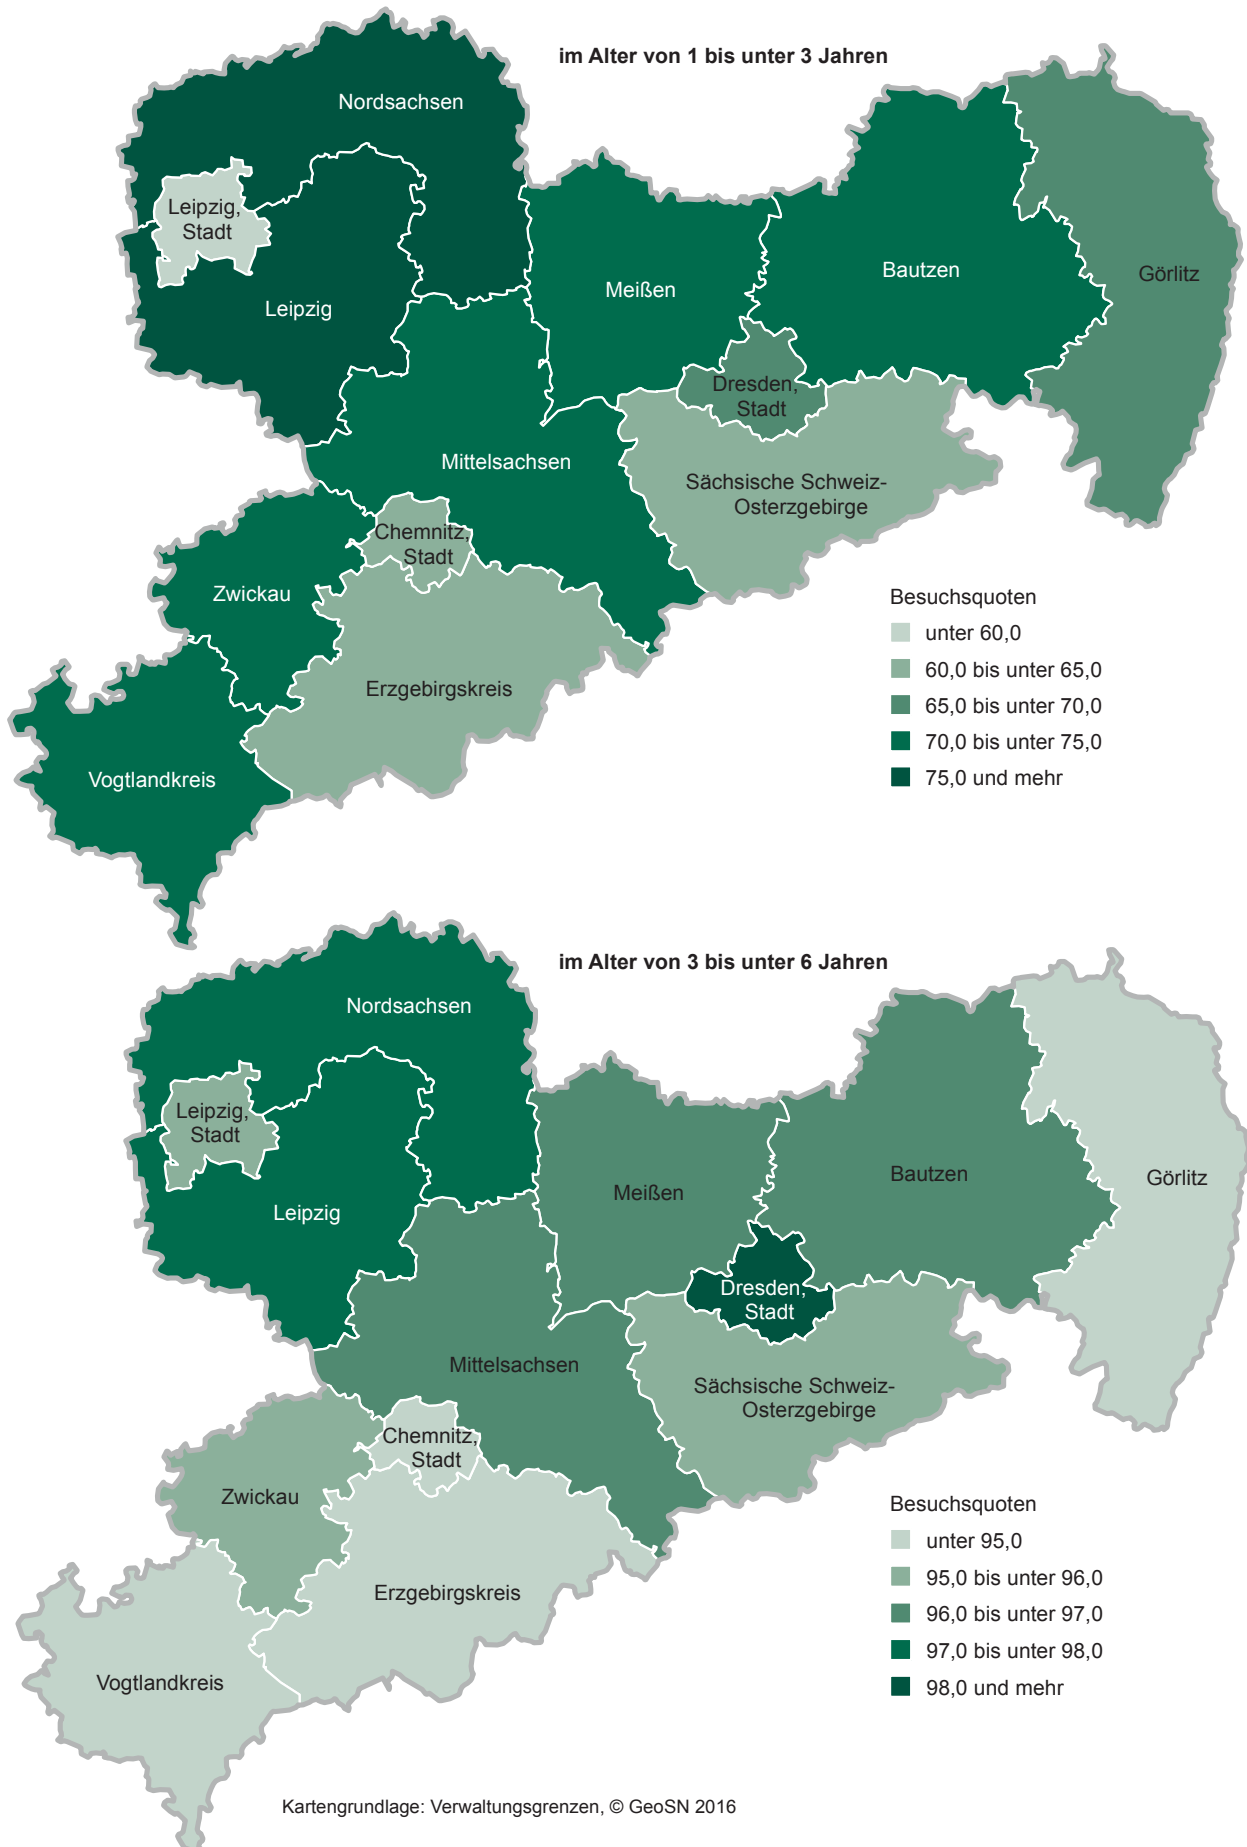 im Alter von 1 bis unter 3 Jahren
Nordsachsen
Leipzig,
Stadt
Leipzig
Meißen
Bautzen
Görlitz
Dresden,
Stadt
Mittelsachsen
Sächsische Schweiz-
Osterzgebirge
Chemnitz,
Stadt
Zwickau
Erzgebirgskreis
Vogtlandkreis
Besuchsquoten
unter 60,0
60,0 bis unter 65,0
65,0 bis unter 70,0
70,0 bis unter 75,0
75,0 und mehr
im Alter von 3 bis unter 6 Jahren
Nordsachsen
Leipzig,
Stadt
Leipzig
Meißen
Bautzen
Görlitz
Dresden,
Stadt
Mittelsachsen
Sächsische Schweiz-
Osterzgebirge
Chemnitz,
Stadt
Zwickau
Erzgebirgskreis
Vogtlandkreis
Besuchsquoten
unter 95,0
95,0 bis unter 96,0
96,0 bis unter 97,0
97,0 bis unter 98,0
98,0 und mehr
Kartengrundlage: Verwaltungsgrenzen, © GeoSN 2016